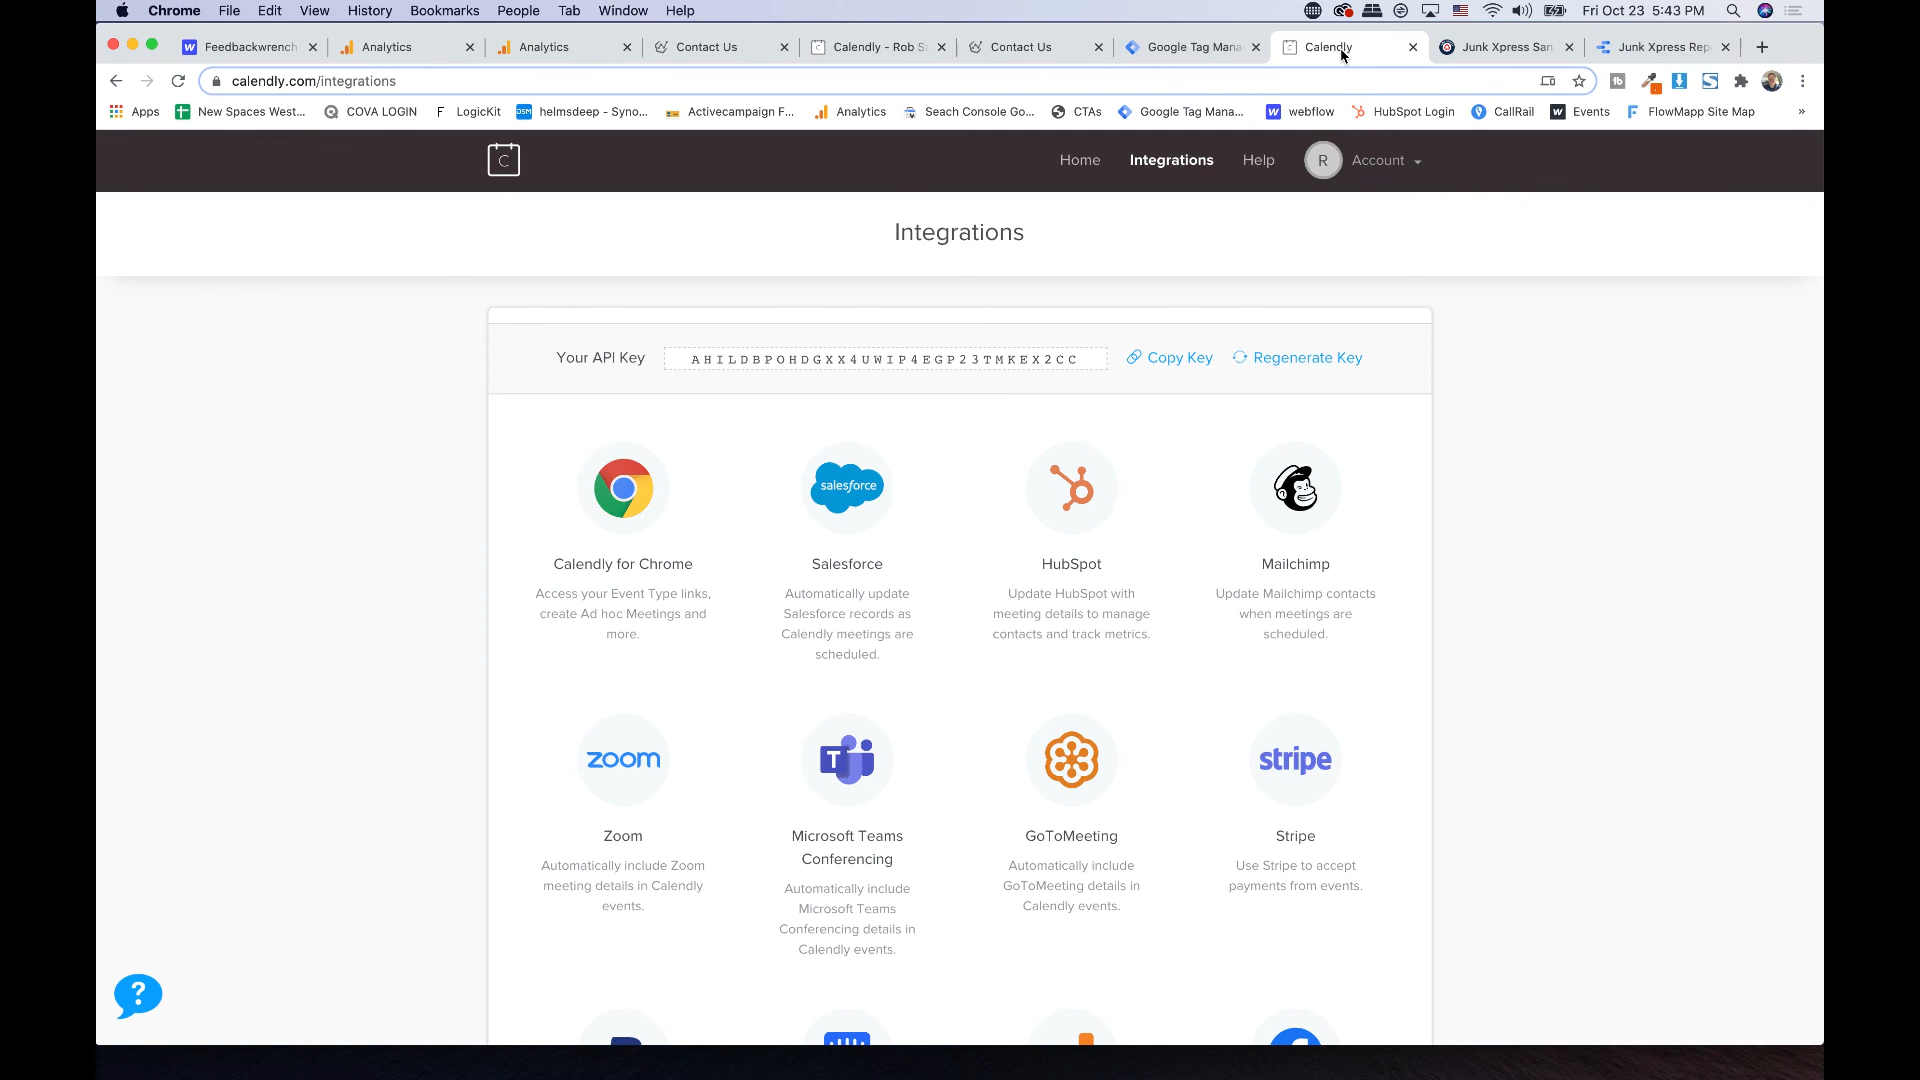 Chrome File Edit View History Bookmarks People Tab Window Help Fri Oct 23 5:43 PM
Feedbackwrench Analytics Analytics Contact Us Calendly - Rob S Contact Us Google Tag Mana Calendly Junk Xpress San Junk Xpress Rep
calendly.com/integrations
Apps New Spaces West... COVA LOGIN LogicKit helmsdeep - Syno... Activecampaign F... Analytics Seach Console Go... CTAs Google Tag Mana... webflow HubSpot Login CallRail Events FlowMapp Site Map »
C Home Integrations Help R Account
Integrations
Your API Key AHILDBPOHDGXX4UWIP4EGP23TMKEX2CC Copy Key Regenerate Key
salesforce
Calendly for Chrome Salesforce HubSpot Mailchimp
Access your Event Type links, Automatically update Update HubSpot with Update Mailchimp contacts
create Ad hoc Meetings and Salesforce records as meeting details to manage when meetings are
more. Calendly meetings are contacts and track metrics. scheduled.
scheduled.
zoom T stripe
Zoom Microsoft Teams GoToMeeting Stripe
Conferencing
Automatically include Zoom Automatically include Use Stripe to accept
meeting details in Calendly Automatically include GoToMeeting details in payments from events.
events. Microsoft Teams Calendly events.
Conferencing details in
Calendly events.
?